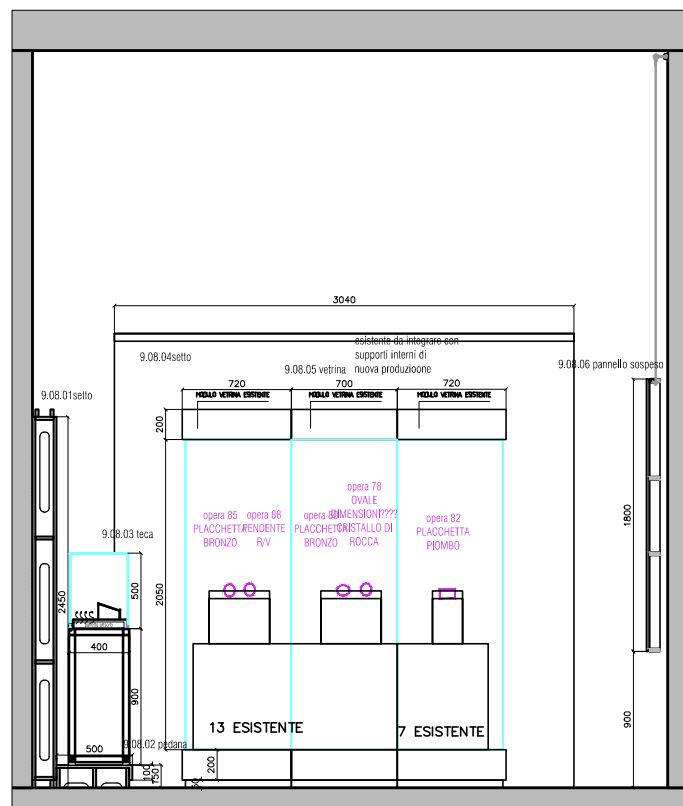 3040
9.08.04setto
esistente da integrare con
supporti interni di
nuova produzioone
9.08.05 vetrina
9.08.06 pannello sospeso
720
700
720
9.08.01setto
MODULO VETRINA ESISTENTE
MODULO VETRINA ESISTENTE
MODULO VETRINA ESISTENTE
200
opera 78
OVALE
DIMENSIONI????
CRISTALLO DI
ROCCA
opera 85
PLACCHETTA
BRONZO
opera 88
PENDENTE
R/V
opera 80
PLACCHETTA
BRONZO
opera 82
PLACCHETTA
PIOMBO
1800
9.08.03 teca
500
2450
2050
400
900
13 ESISTENTE
7 ESISTENTE
9.08.02 pedana
500
900
100
150
200
50